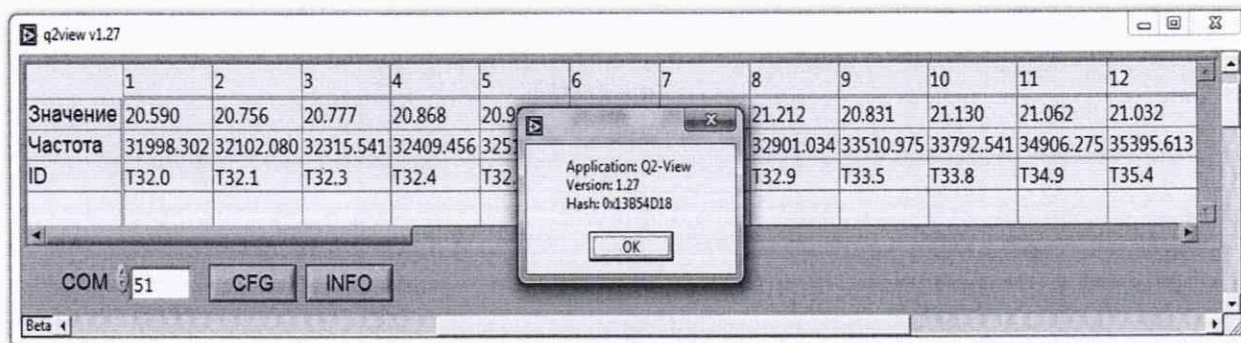 q2view v1.27
1 2 3 4 5 6 7 8 9 10 11 12
Значение 20.590 20.756 20.777 20.868 20.9 21.212 20.831 21.130 21.062 21.032
Частота 31998.302 32102.080 32315.541 32409.456 3251 32901.034 33510.975 33792.541 34906.275 35395.613
ID T32.0 T32.1 T32.3 T32.4 T32. T32.9 T33.5 T33.8 T34.9 T35.4
Application: Q2-View
Version: 1.27
Hash: 0x13B54D18
OK
COM 51 CFG INFO
Beta